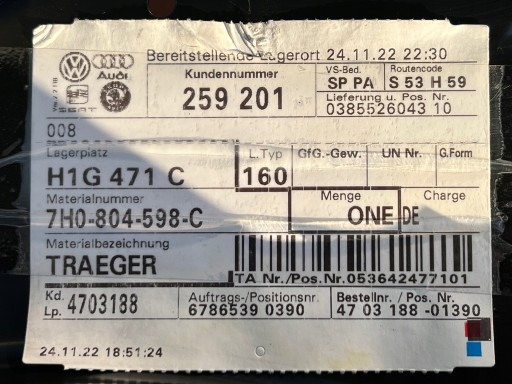 Bereitstellende Lagerort 24.11.22 22:30
Audi
SEAT
Kundennummer
259 201
VS-Bed.
SP PA
Routencode
S 53 H 59
Lieferung u. Pos. Nr.
0385526043 10
008
Lagerplatz
H1G 471 C
L.Typ
160
GfG.-Gew.
UN Nr.
G.Form
Materialnummer
7H0-804-598-C
Menge
ONE
Charge
DE
Materialbezeichnung
TRAEGER
TA Nr./Pos.Nr.053642477101
Kd.
Lp. 4703188
Auftrags-/Positionsnr.
6786539 0390
Bestellnr. / Pos.Nr.
47 03 188 -01390
24.11.22 18:51:24